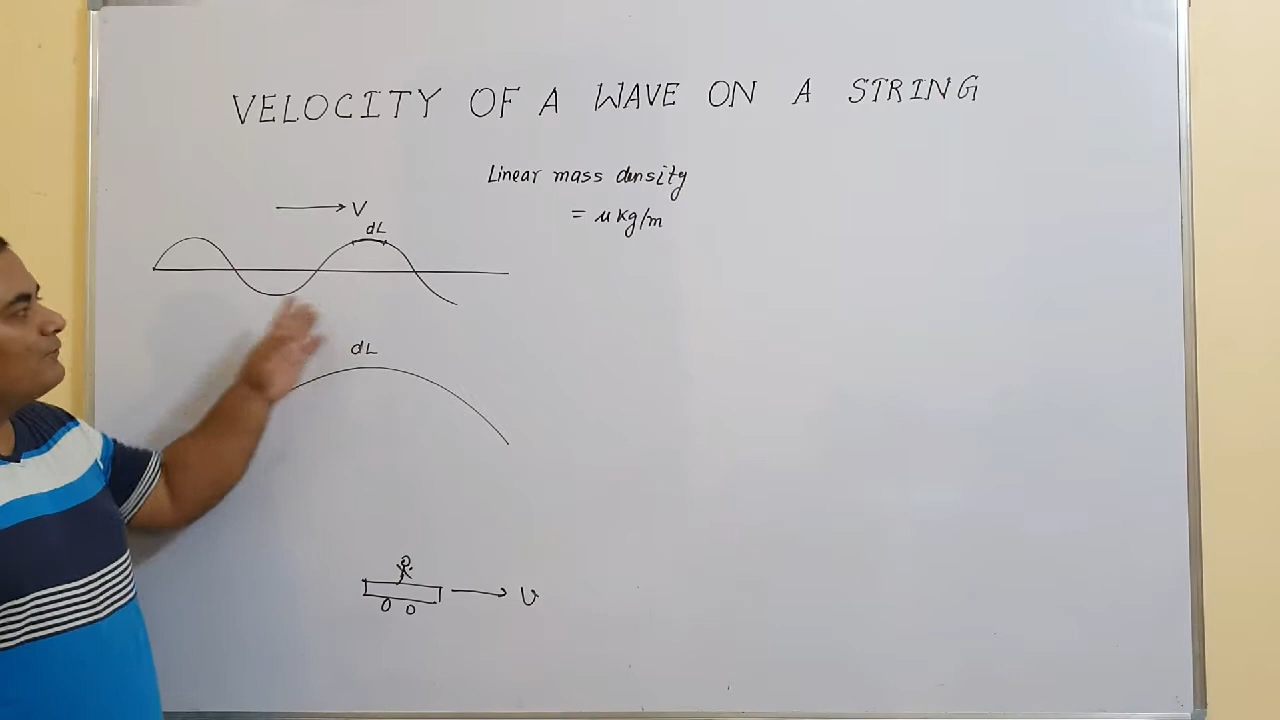 VELOCITY OF A WAVE ON A STRING
Linear mass density
= μ kg/m
V
dL
dL
v